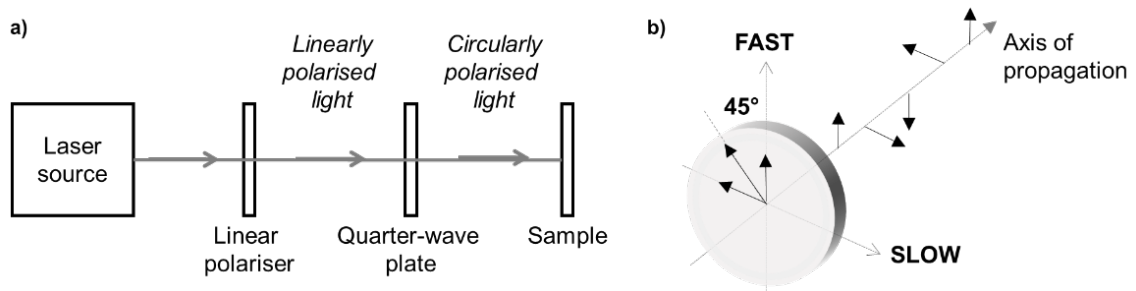 a)
Linearly
polarised
light
Circularly
polarised
light
Laser
source
Linear
polariser
Quarter-wave
plate
Sample
b)
FAST
45°
Axis of
propagation
SLOW